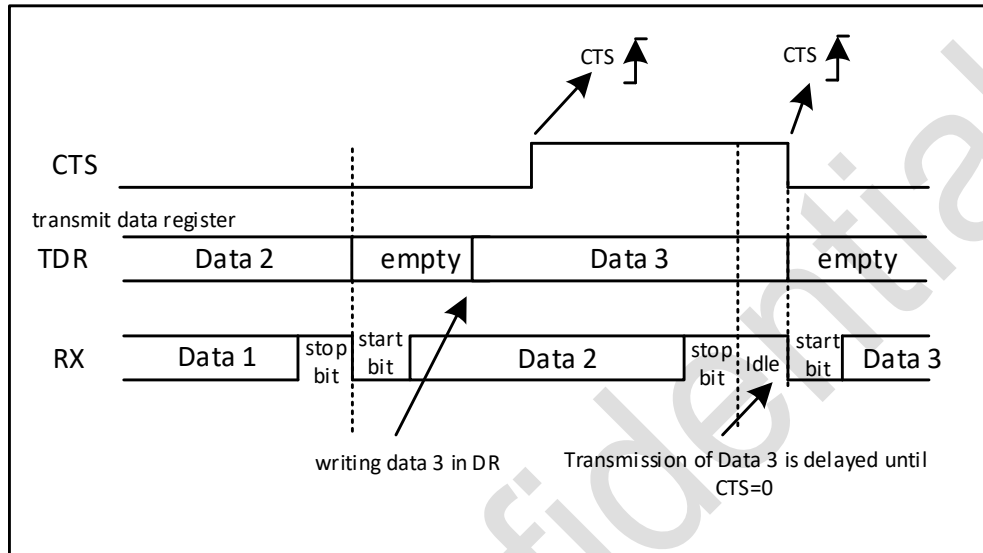 CTS
CTS
CTS
transmit data register
TDR
Data 2
empty
Data 3
empty
RX
Data 1
stop
bit
start
bit
Data 2
stop
bit
Idle
start
bit
Data 3
writing data 3 in DR
Transmission of Data 3 is delayed until
CTS=0
fidential